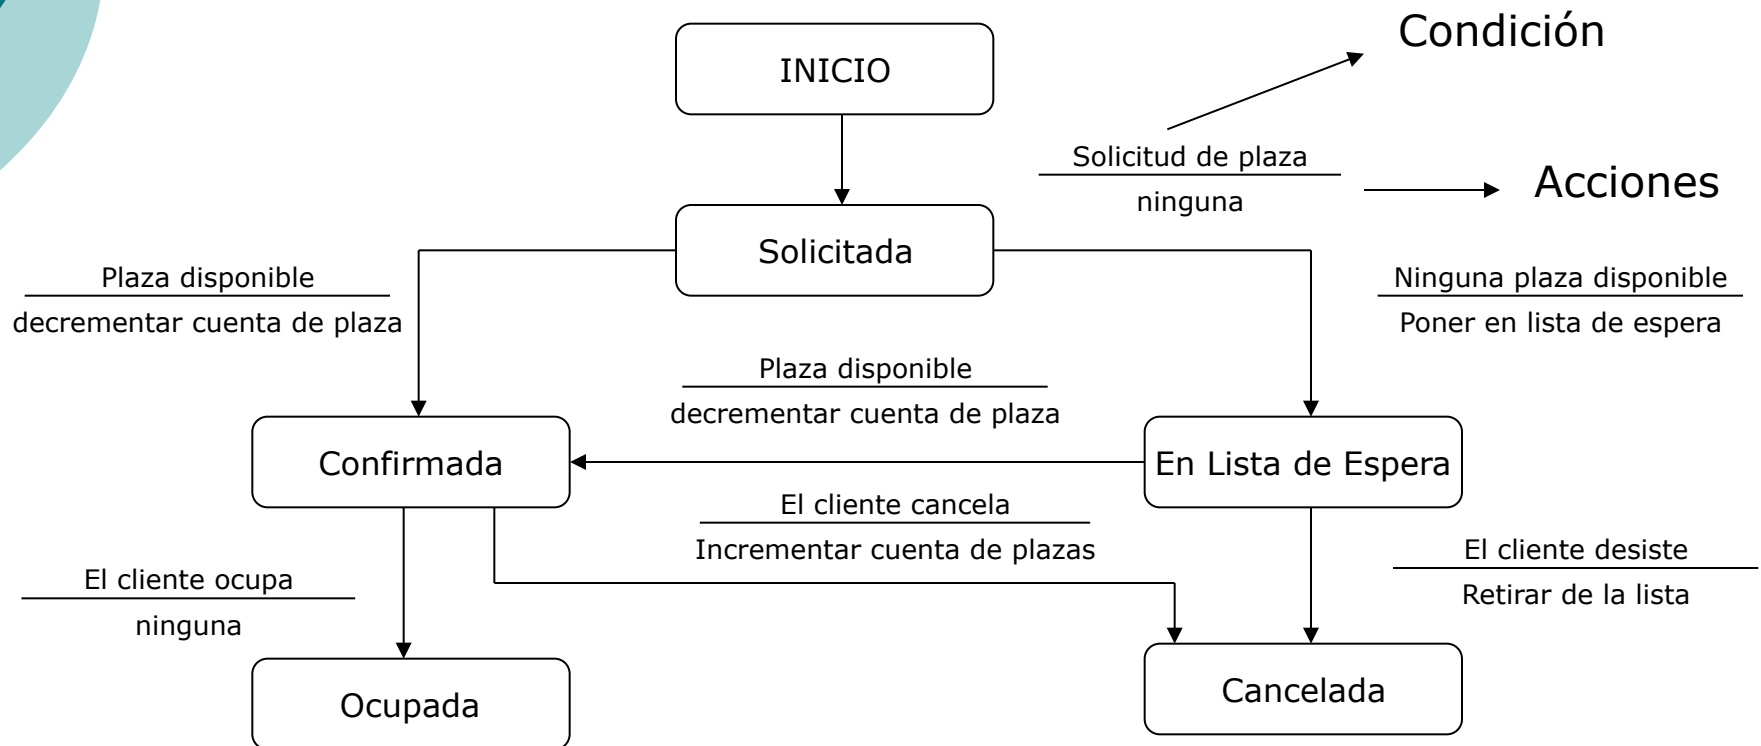 Condición
INICIO
Solicitud de plaza
ninguna
Acciones
Solicitada
Plaza disponible
decrementar cuenta de plaza
Ninguna plaza disponible
Poner en lista de espera
Plaza disponible
decrementar cuenta de plaza
Confirmada
En Lista de Espera
El cliente cancela
Incrementar cuenta de plazas
El cliente desiste
Retirar de la lista
El cliente ocupa
ninguna
Ocupada
Cancelada